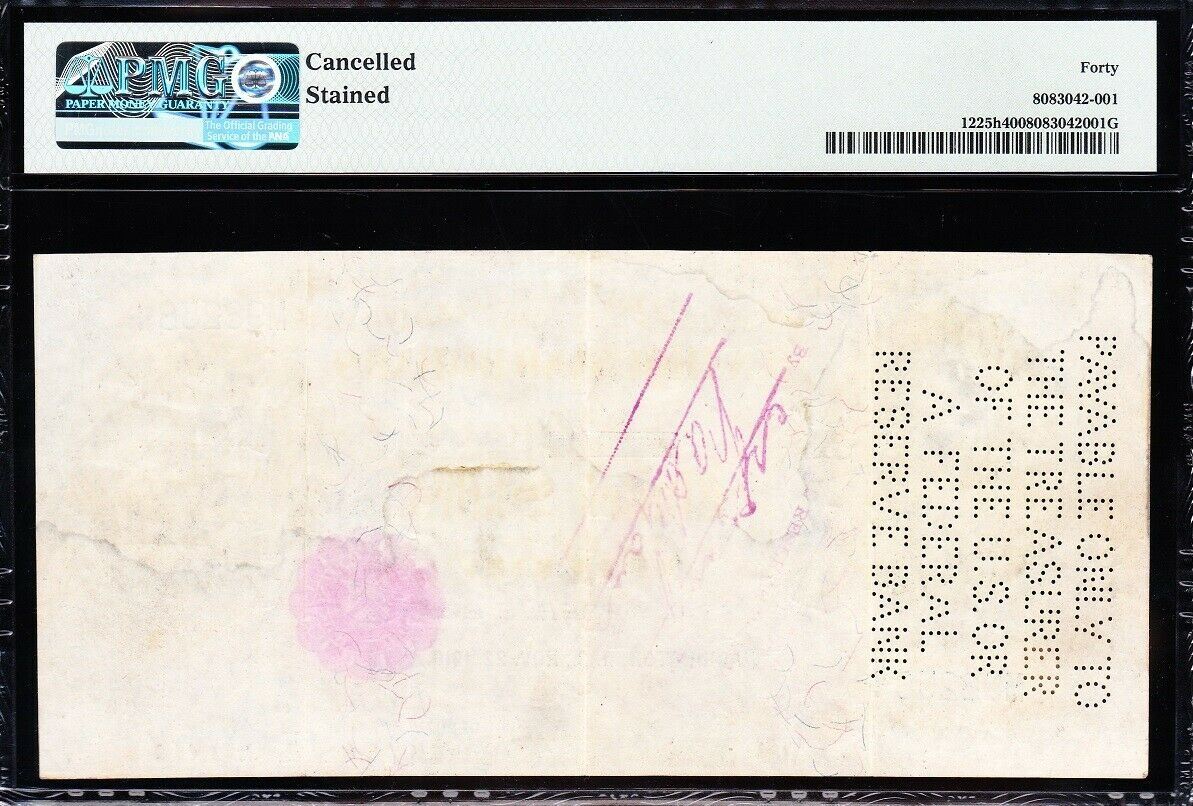 PMG
PAPER MONEY GUARANTY
The Official Grading
Service of the ANA
Cancelled
Stained
Forty
8083042-001
1225h4008083042001G
PAYABLE ONLY TO
THE TREASURER
OF THE U.S. OR
A FEDERAL
RESERVE BANK